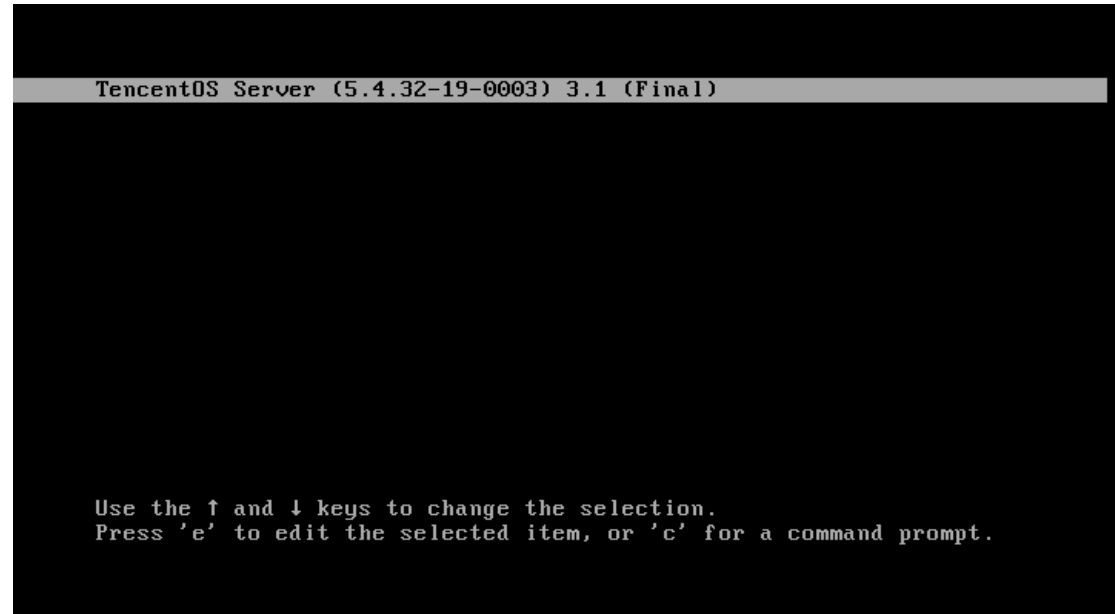 TencentOS Server (5.4.32-19-0003) 3.1 (Final)
Use the ↑ and ↓ keys to change the selection.
Press 'e' to edit the selected item, or 'c' for a command prompt.